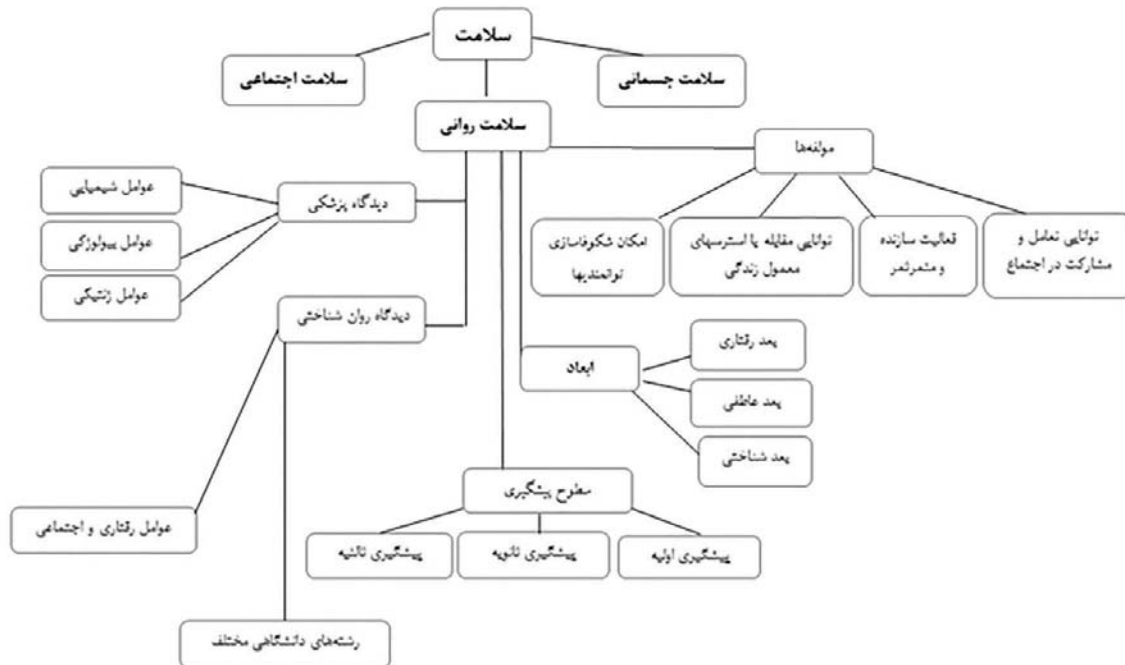 سلامت
سلامت جسمانی
سلامت اجتماعی
سلامت روانی
مولفه‌ها
توانایی تعامل و
مشارکت در اجتماع
فعالیت سازنده
و مثمرثمر
توانایی مقابله با استرسهای
معمول زندگی
امکان شکوفاسازی
توانمندیها
دیدگاه پزشکی
عوامل شیمیایی
عوامل بیولوژگی
عوامل ژنتیکی
دیدگاه روان شناختی
ابعاد
بعد رفتاری
بعد عاطفی
بعد شناختی
سطوح پیشگیری
پیشگیری اولیه
پیشگیری ثانویه
پیشگیری ثالثیه
عوامل رفتاری و اجتماعی
رشته‌های دانشگاهی مختلف